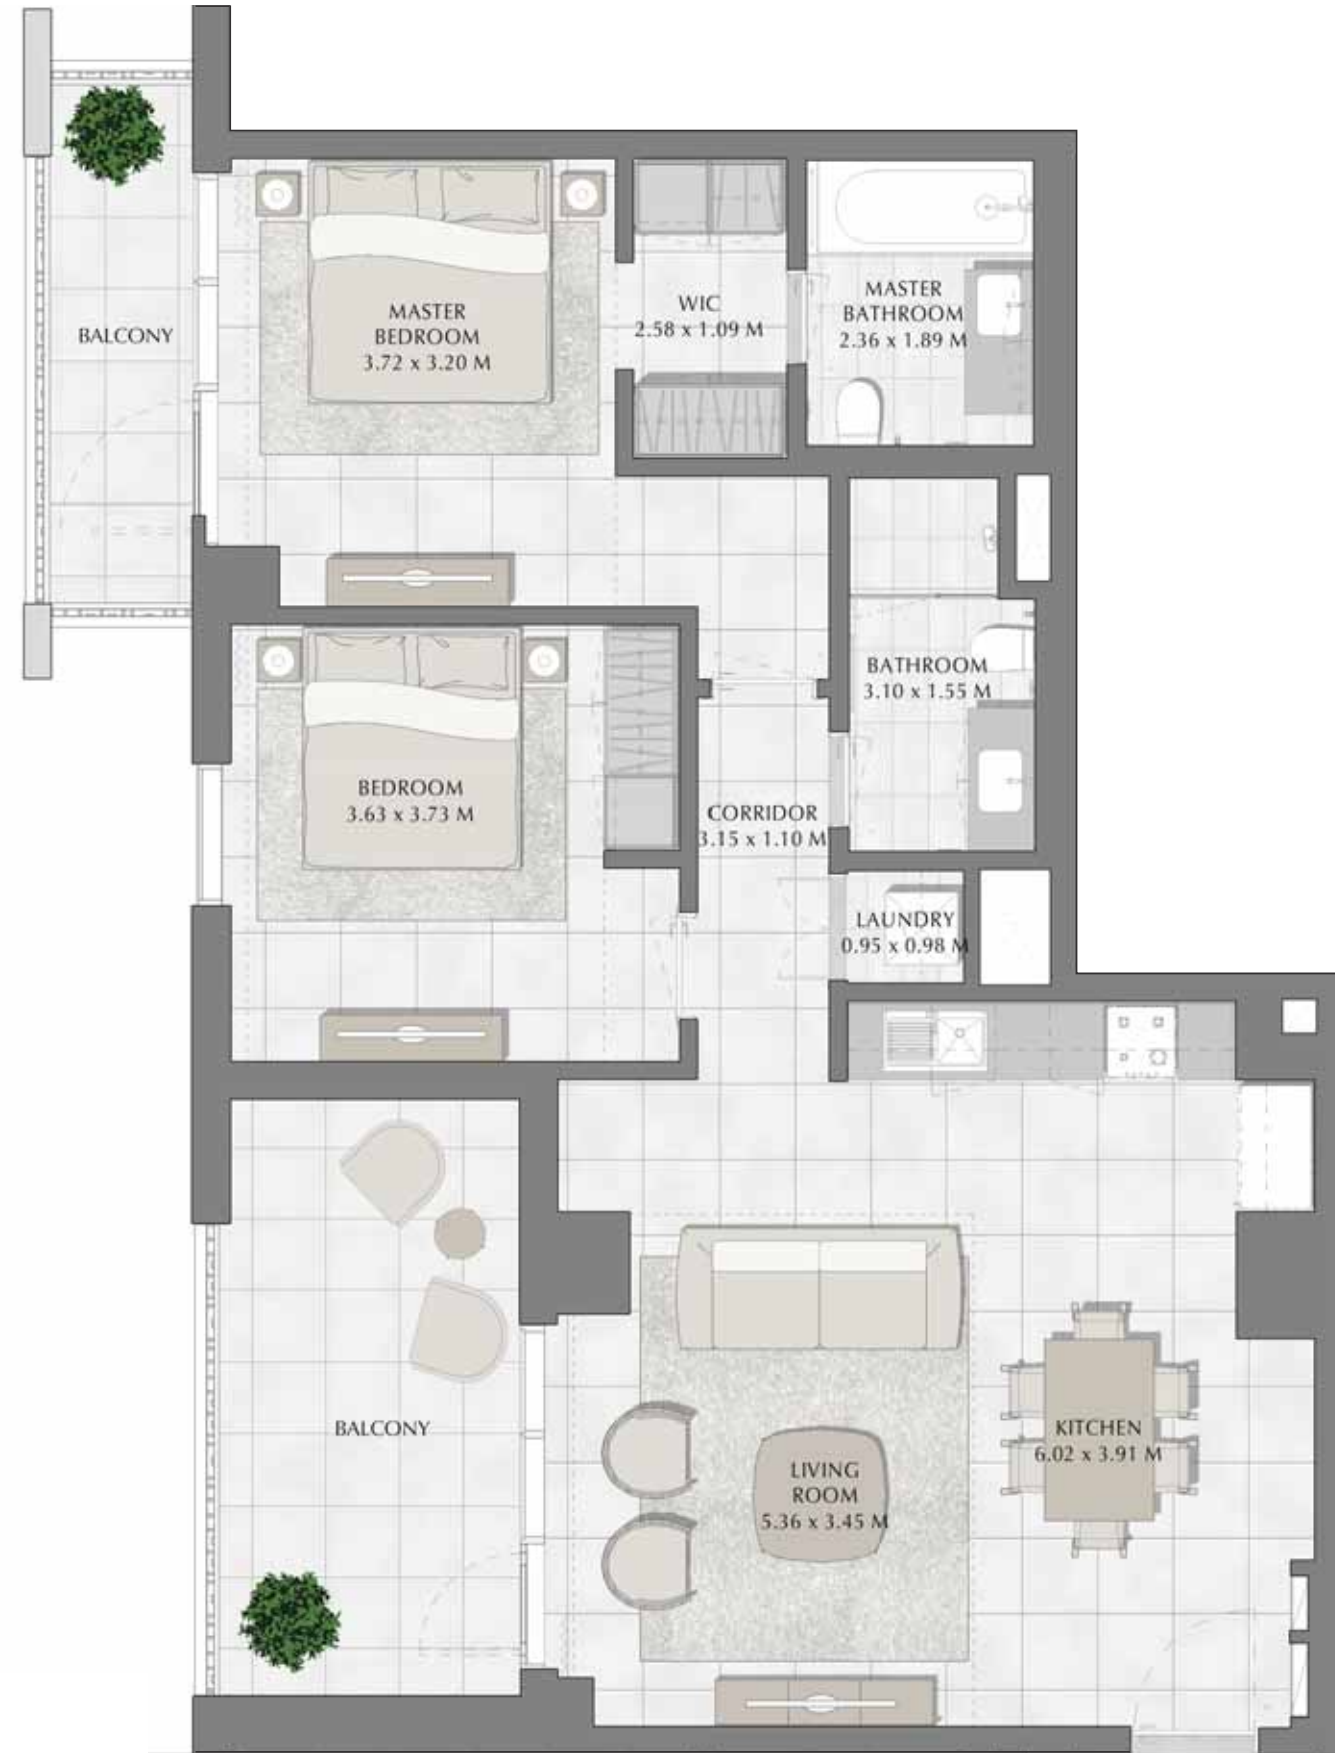 BALCONY
MASTER
BEDROOM
3.72 x 3.20 M
WIC
2.58 x 1.09 M
MASTER
BATHROOM
2.36 x 1.89 M
BATHROOM
3.10 x 1.55 M
BEDROOM
3.63 x 3.73 M
CORRIDOR
3.15 x 1.10 M
LAUNDRY
0.95 x 0.98 M
BALCONY
LIVING
ROOM
5.36 x 3.45 M
KITCHEN
6.02 x 3.91 M